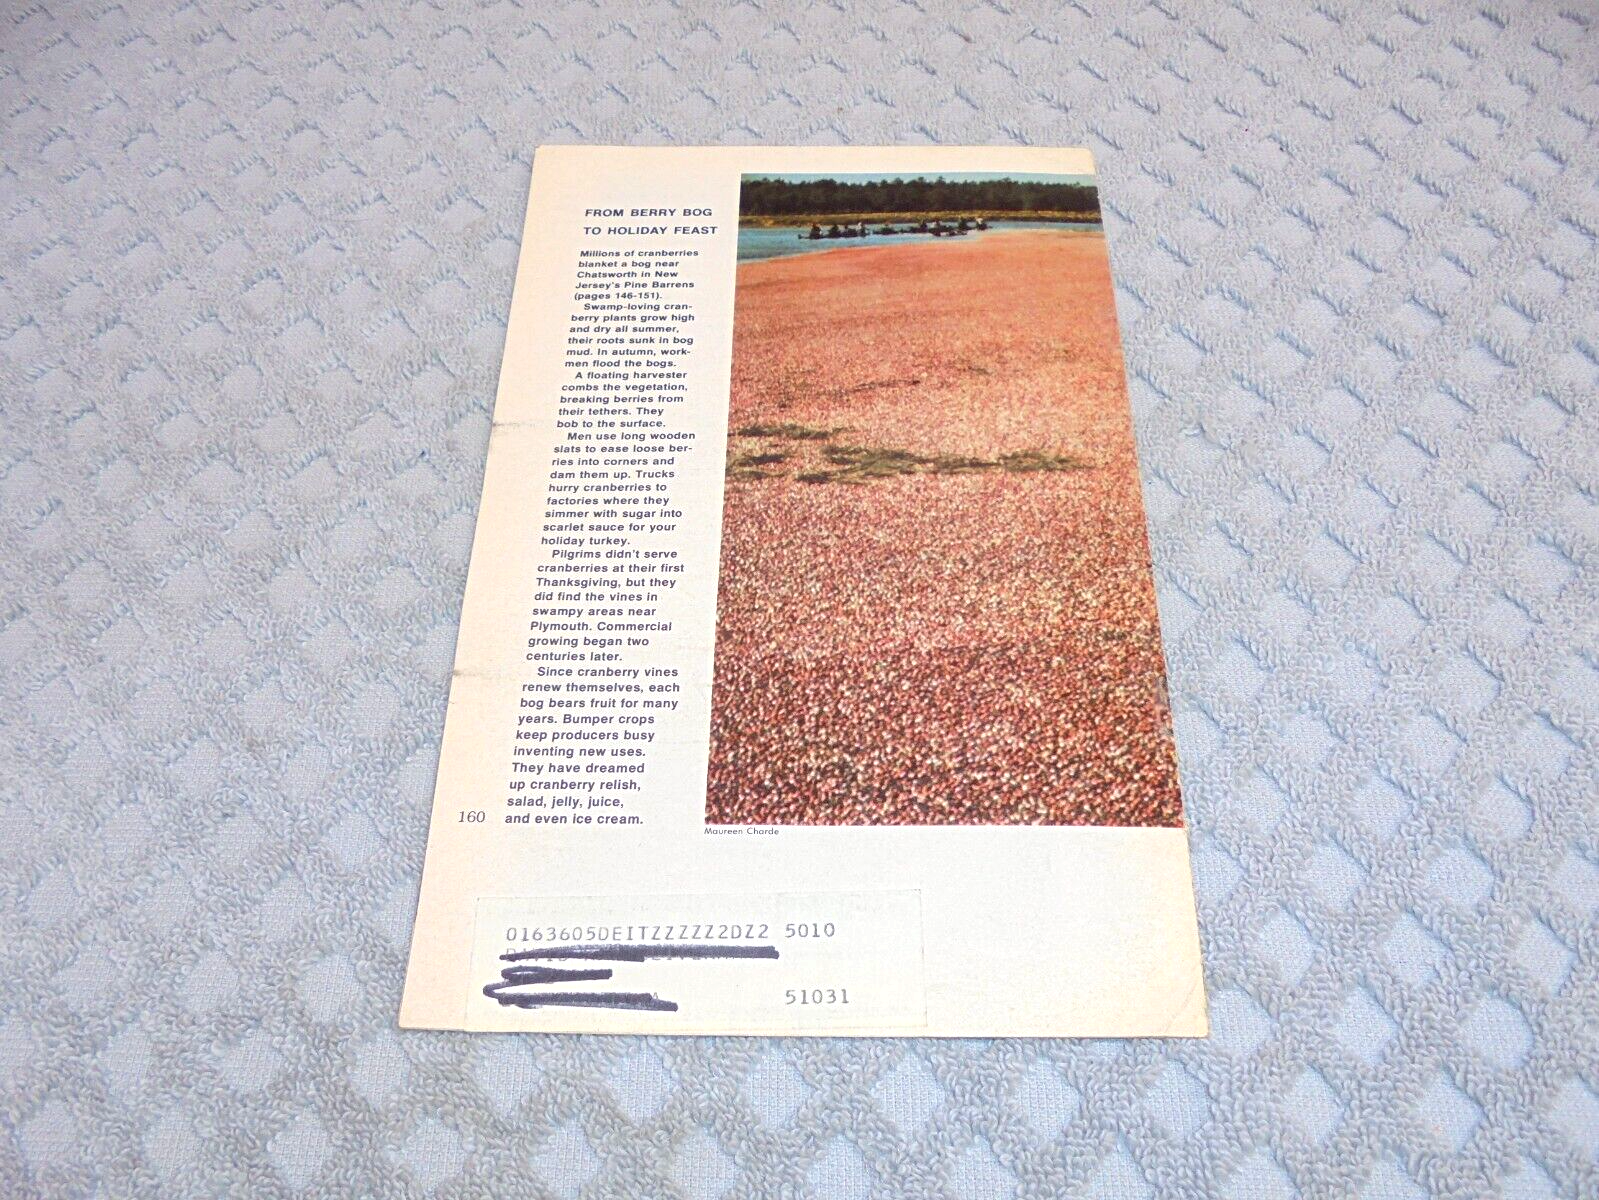 FROM BERRY BOG
TO HOLIDAY FEAST
Millions of cranberries
blanket a bog near
Chatsworth in New
Jersey's Pine Barrens
(pages 146-151).
Swamp-loving cran-
berry plants grow high
and dry all summer,
their roots sunk in bog
mud. In autumn, work-
men flood the bogs.
A floating harvester
combs the vegetation,
breaking berries from
their tethers. They
bob to the surface.
Men use long wooden
slats to ease loose ber-
ries into corners and
dam them up. Trucks
hurry cranberries to
factories where they
simmer with sugar into
scarlet sauce for your
holiday turkey.
Pilgrims didn't serve
cranberries at their first
Thanksgiving, but they
did find the vines in
swampy areas near
Plymouth. Commercial
growing began two
centuries later.
Since cranberry vines
renew themselves, each
bog bears fruit for many
years. Bumper crops
keep producers busy
inventing new uses.
They have dreamed
up cranberry relish,
salad, jelly, juice,
and even ice cream.
160
Maureen Charde
0163605DEITZZZZZ2DZ2 5010
51031